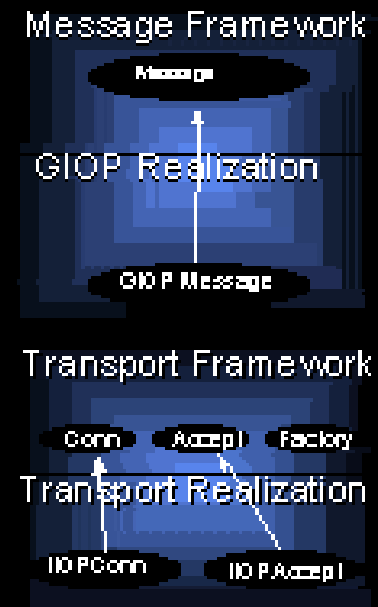 Message Framework
Message
GIOP Realization
GIOP Message
Transport Framework
Conn Accept Factory
Transport Realization
IIOPConn IIOPAccept